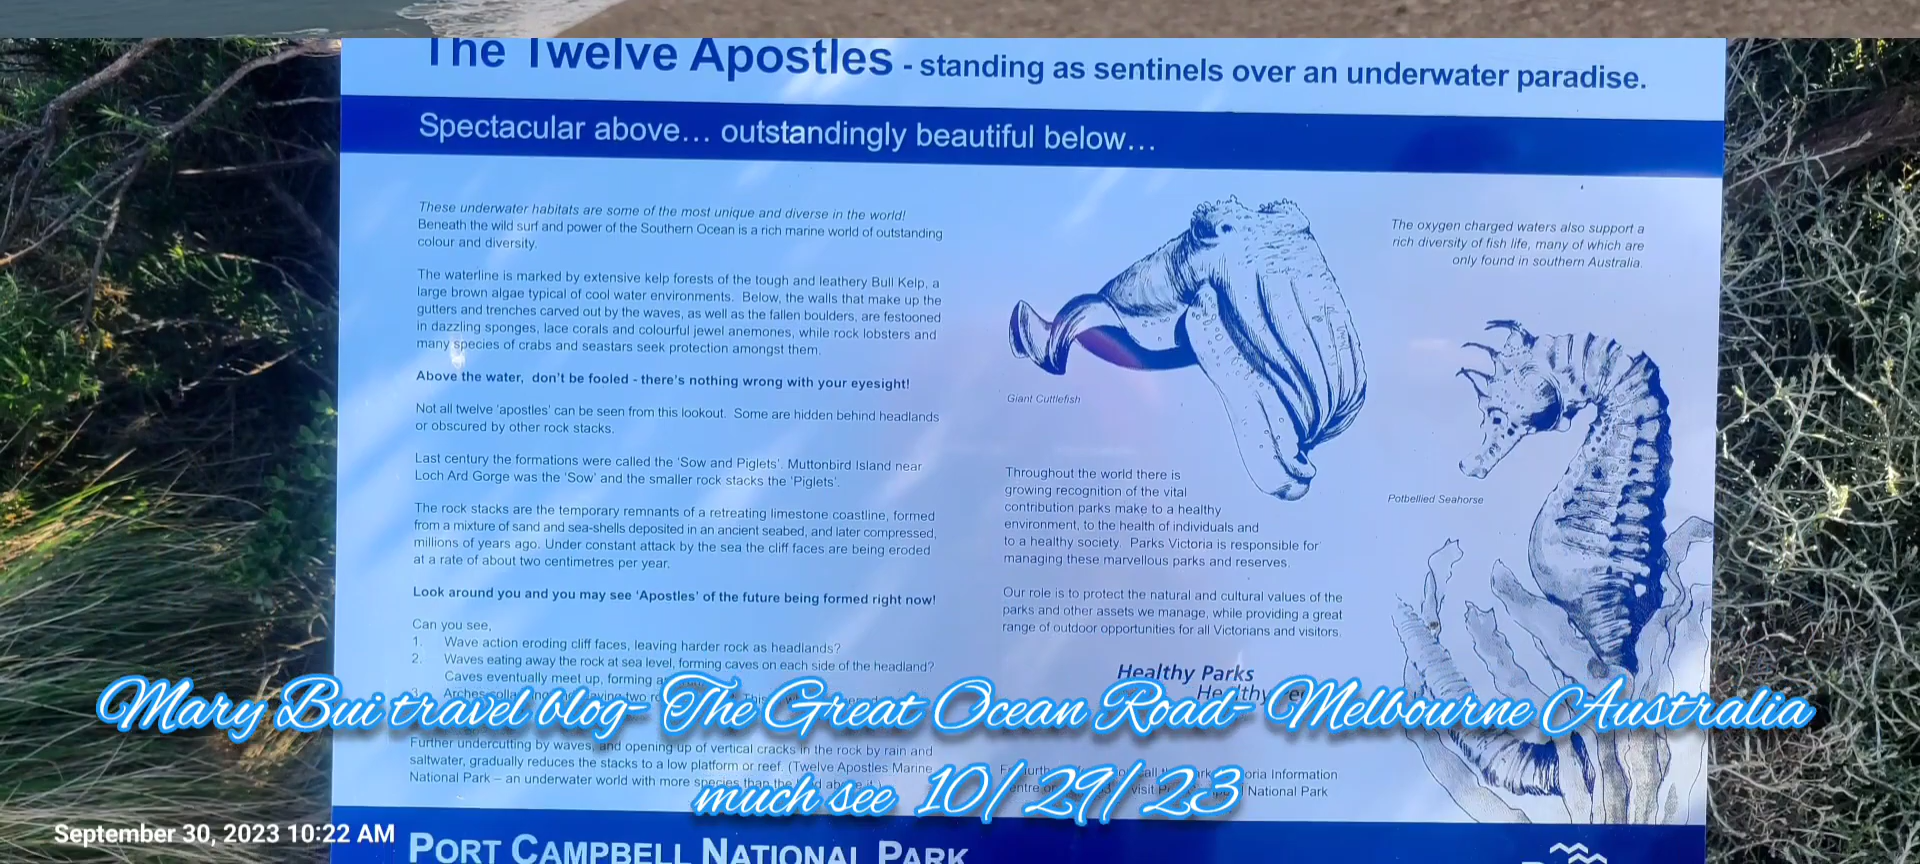 The Twelve Apostles - standing as sentinels over an underwater paradise.
Spectacular above... outstandingly beautiful below...
These underwater habitats are some of the most unique and diverse in the world!
Beneath the wild surf and power of the Southern Ocean is a rich marine world of outstanding
colour and diversity.
The waterline is marked by extensive kelp forests of the tough and leathery Bull Kelp, a
large brown algae typical of cool water environments. Below, the walls that make up the
gutters and trenches carved out by the waves, as well as the fallen boulders, are festooned
in dazzling sponges, lace corals and colourful jewel anemones, while rock lobsters and
many species of crabs and seastars seek protection amongst them.
Above the water, don't be fooled - there's nothing wrong with your eyesight!
Not all twelve 'apostles' can be seen from this lookout. Some are hidden behind headlands
or obscured by other rock stacks.
Last century the formations were called the 'Sow and Piglets'. Muttonbird Island near
Loch Ard Gorge was the 'Sow' and the smaller rock stacks the 'Piglets'.
The rock stacks are the temporary remnants of a retreating limestone coastline, formed
from a mixture of sand and sea-shells deposited in an ancient seabed, and later compressed,
millions of years ago. Under constant attack by the sea the cliff faces are being eroded
at a rate of about two centimetres per year.
Look around you and you may see 'Apostles' of the future being formed right now!
Can you see,
1. Wave action eroding cliff faces, leaving harder rock as headlands?
2. Waves eating away the rock at sea level, forming caves on each side of the headland?
Caves eventually meet up, forming
3. Arches two
Further undercutting by waves, and opening up of vertical cracks in the rock by rain and
saltwater, gradually reduces the stacks to a low platform or reef. (Twelve Apostles Marine
National Park – an underwater world with more species than the
Giant Cuttlefish
Throughout the world there is
growing recognition of the vital
contribution parks make to a healthy
environment, to the health of individuals and
to a healthy society. Parks Victoria is responsible for
managing these marvellous parks and reserves.
Our role is to protect the natural and cultural values of the
parks and other assets we manage, while providing a great
range of outdoor opportunities for all Victorians and visitors.
Healthy Parks
Healthy
Information
visit National Park
The oxygen charged waters also support a
rich diversity of fish life, many of which are
only found in southern Australia.
Potbellied Seahorse
Mary Bui travel blog- The Great Ocean Road- Melbourne Australia
much see 10/29/23
September 30, 2023 10:22 AM
PORT CAMPBELL NATIONAL PARK